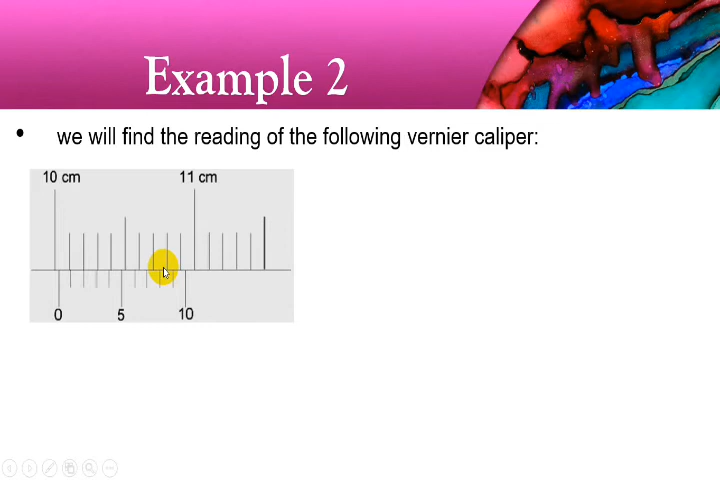 Example 2
• we will find the reading of the following vernier caliper:
10 cm 11 cm
0 5 10